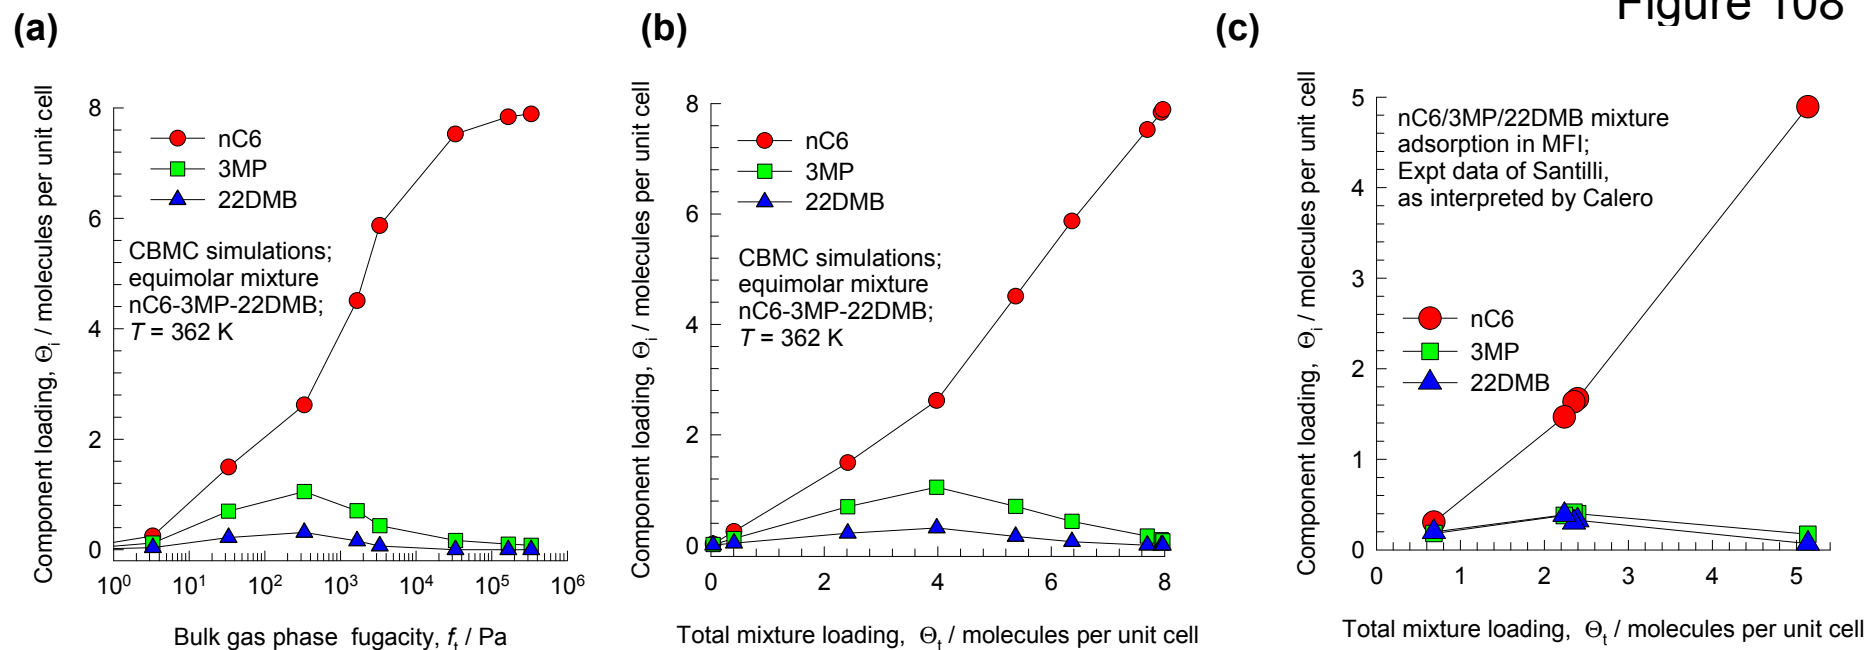 Figure 108
(a)
Component loading, Θi / molecules per unit cell
8
6
4
2
0
nC6
3MP
22DMB
CBMC simulations;
equimolar mixture
nC6-3MP-22DMB;
T = 362 K
10^0 10^1 10^2 10^3 10^4 10^5 10^6
Bulk gas phase fugacity, ft / Pa
(b)
Component loading, Θi / molecules per unit cell
8
6
4
2
0
nC6
3MP
22DMB
CBMC simulations;
equimolar mixture
nC6-3MP-22DMB;
T = 362 K
0 2 4 6 8
Total mixture loading, Θt / molecules per unit cell
(c)
Component loading, Θi / molecules per unit cell
5
4
3
2
1
0
nC6/3MP/22DMB mixture
adsorption in MFI;
Expt data of Santilli,
as interpreted by Calero
nC6
3MP
22DMB
0 1 2 3 4 5
Total mixture loading, Θt / molecules per unit cell